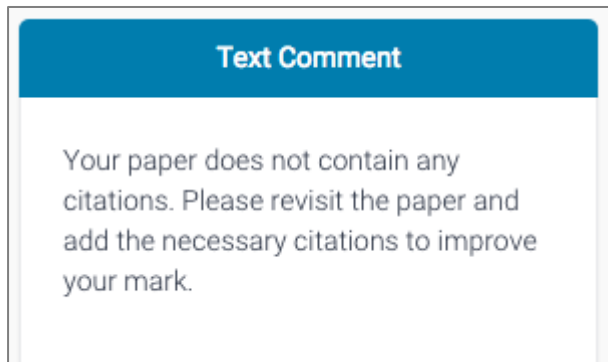 Text Comment
Your paper does not contain any
citations. Please revisit the paper and
add the necessary citations to improve
your mark.